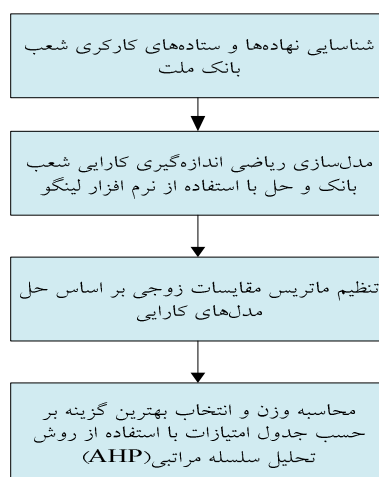 شناسایی نهاده‌ها و ستاده‌های کارکری شعب
بانک ملت
مدل‌سازی ریاضی اندازه‌گیری کارایی شعب
بانک و حل با استفاده از نرم افزار لینگو
تنظیم ماتریس مقایسات زوجی بر اساس حل
مدل‌های کارایی
محاسبه وزن و انتخاب بهترین گزینه بر
حسب جدول امتیازات با استفاده از روش
تحلیل سلسله مراتبی(AHP)